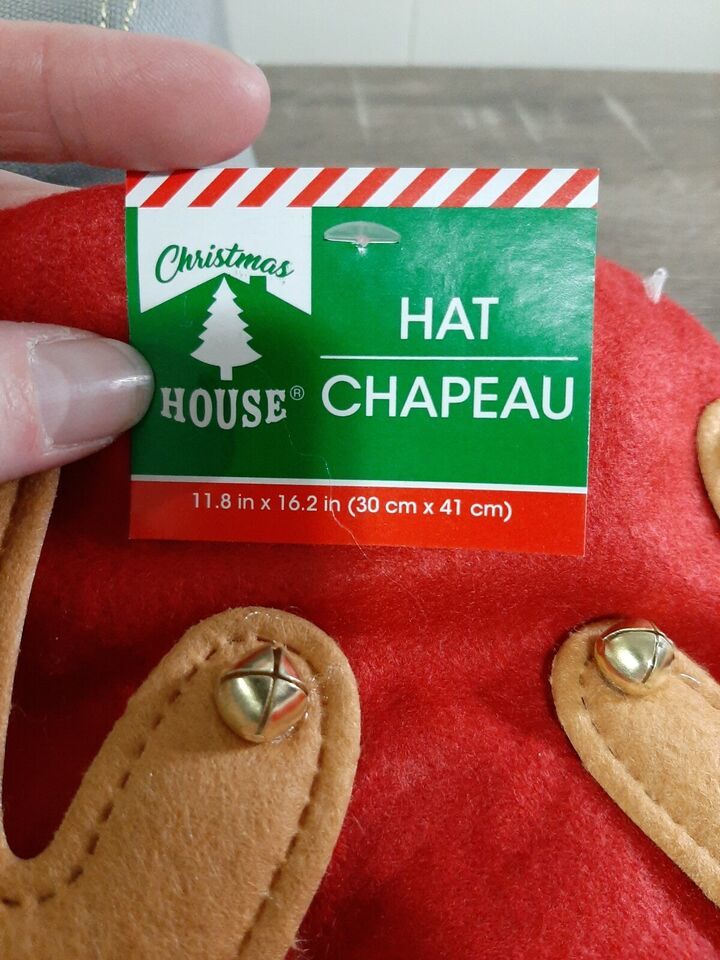 Christmas
HOUSE®
HAT
CHAPEAU
11.8 in x 16.2 in (30 cm x 41 cm)